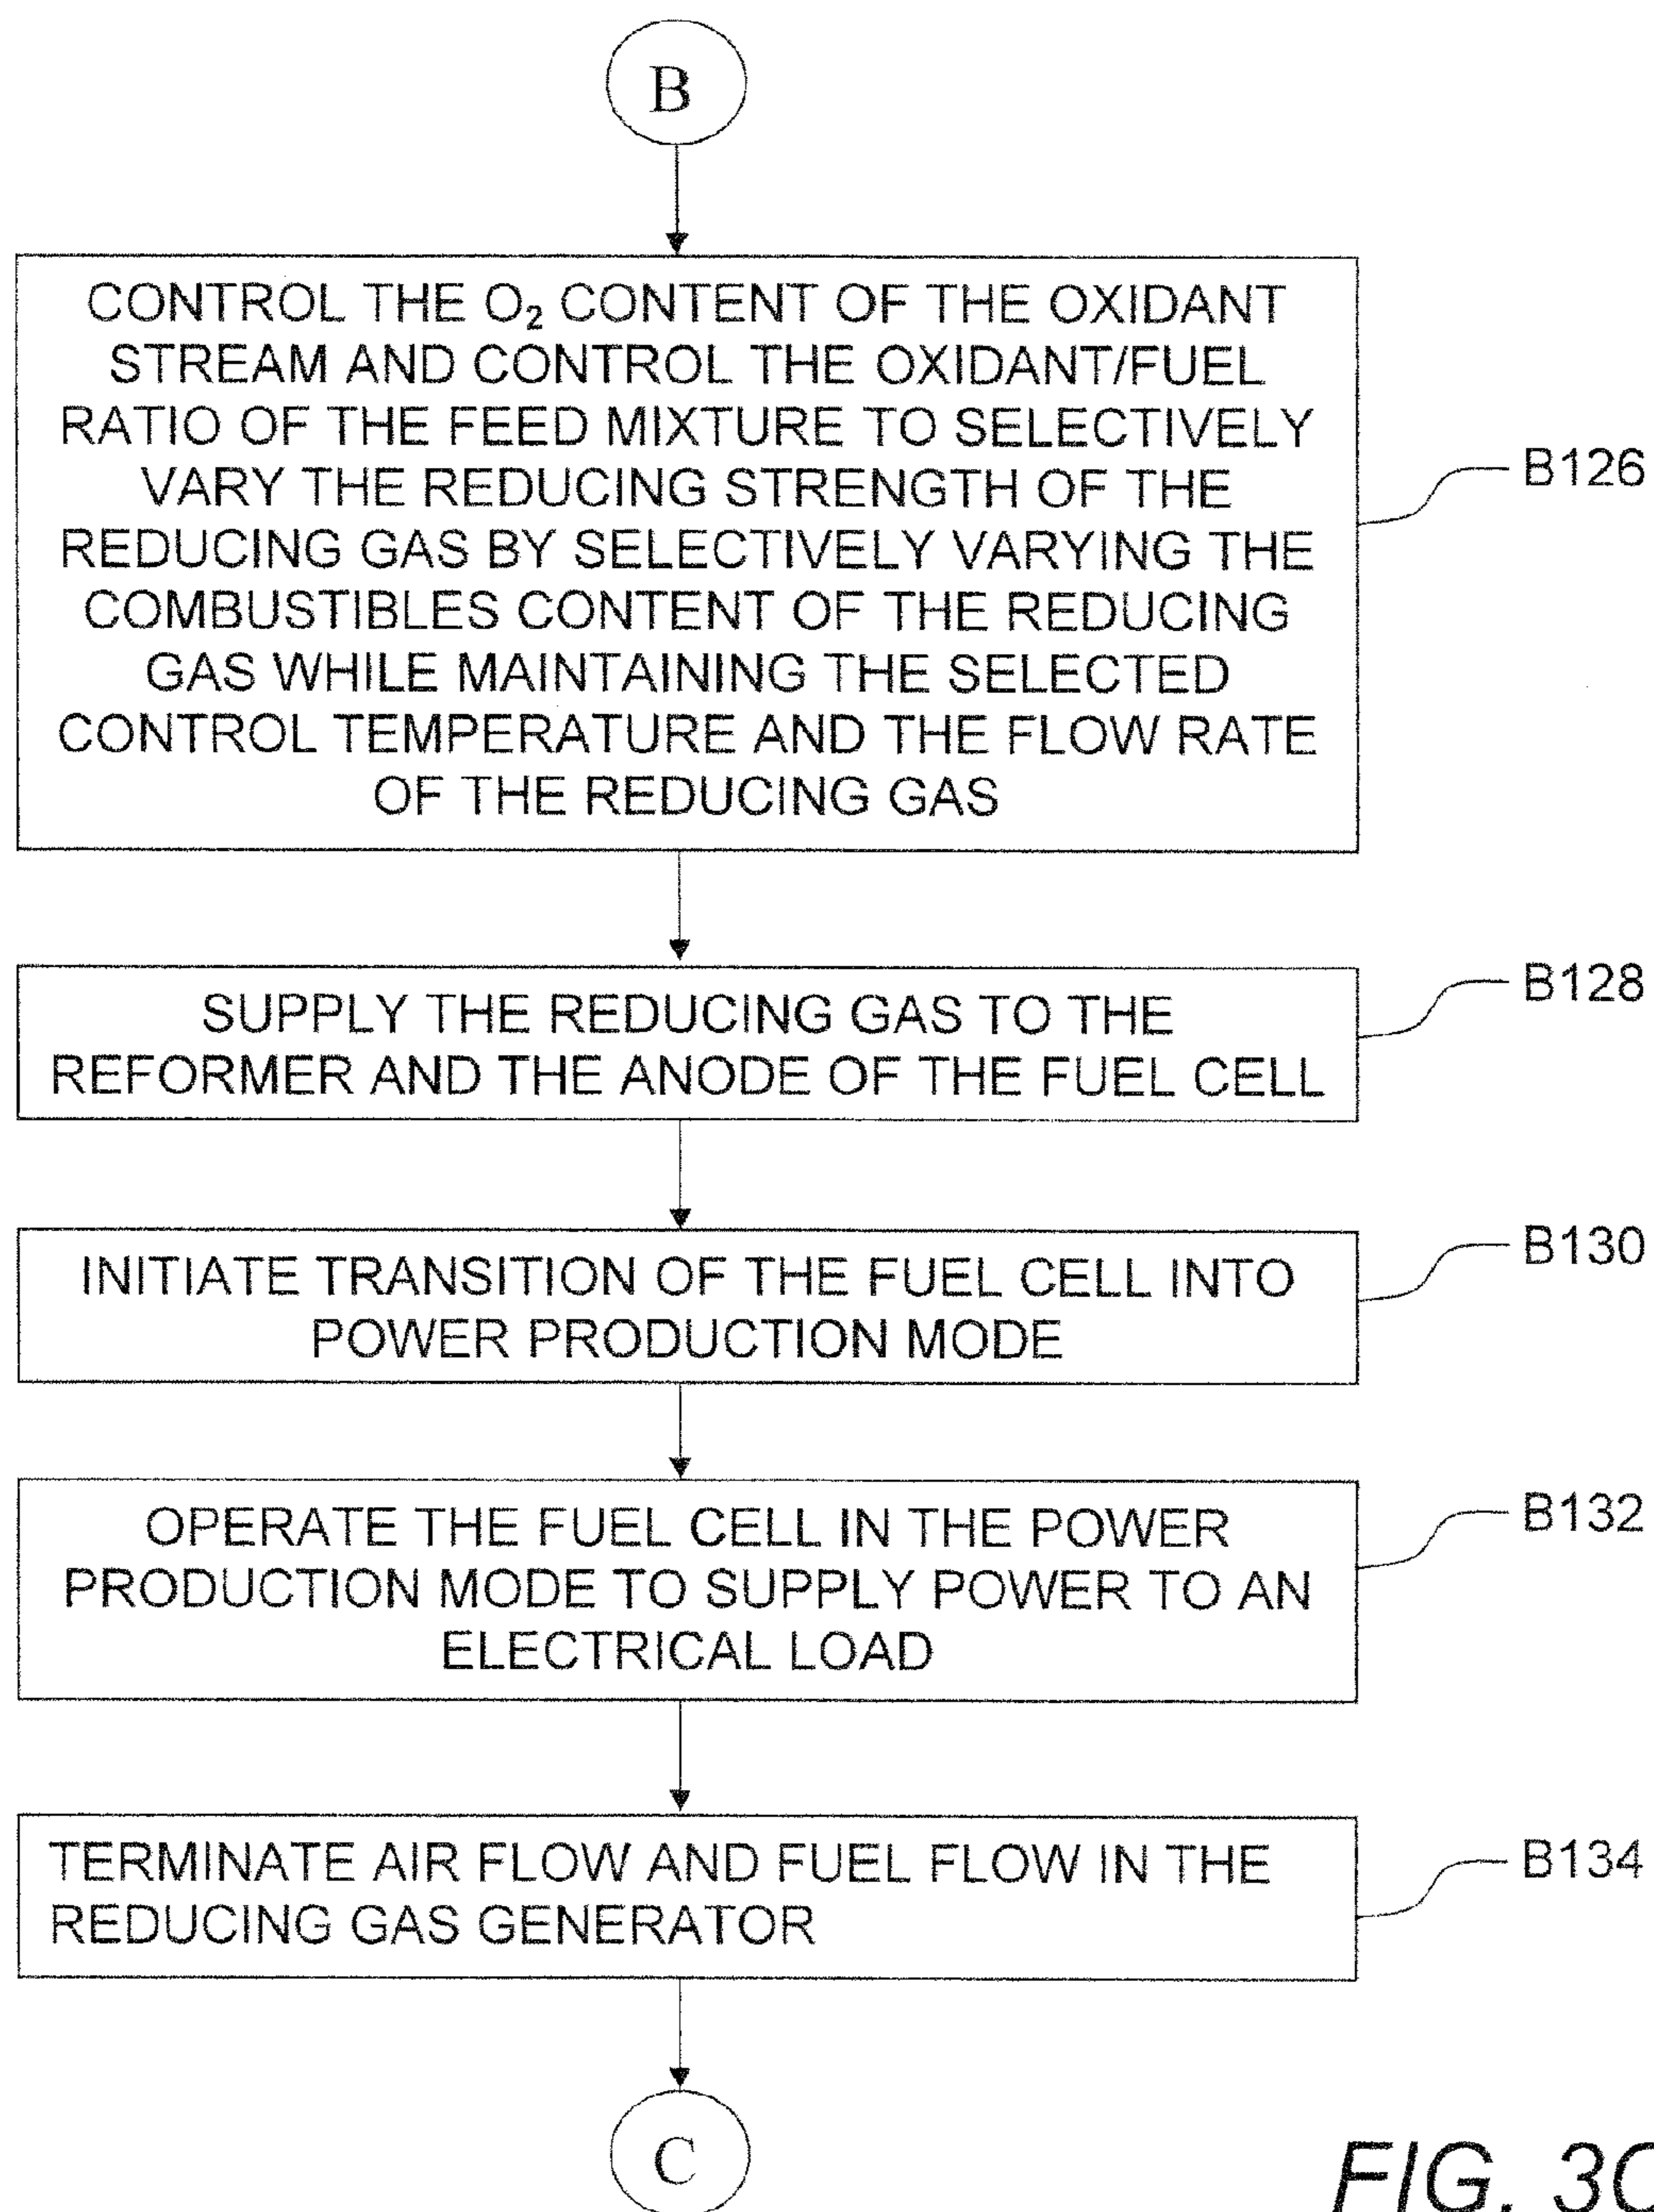 B
CONTROL THE O₂ CONTENT OF THE OXIDANT
STREAM AND CONTROL THE OXIDANT/FUEL
RATIO OF THE FEED MIXTURE TO SELECTIVELY
VARY THE REDUCING STRENGTH OF THE
REDUCING GAS BY SELECTIVELY VARYING THE
COMBUSTIBLES CONTENT OF THE REDUCING
GAS WHILE MAINTAINING THE SELECTED
CONTROL TEMPERATURE AND THE FLOW RATE
OF THE REDUCING GAS
B126
SUPPLY THE REDUCING GAS TO THE
REFORMER AND THE ANODE OF THE FUEL CELL
B128
INITIATE TRANSITION OF THE FUEL CELL INTO
POWER PRODUCTION MODE
B130
OPERATE THE FUEL CELL IN THE POWER
PRODUCTION MODE TO SUPPLY POWER TO AN
ELECTRICAL LOAD
B132
TERMINATE AIR FLOW AND FUEL FLOW IN THE
REDUCING GAS GENERATOR
B134
C
FIG. 3C